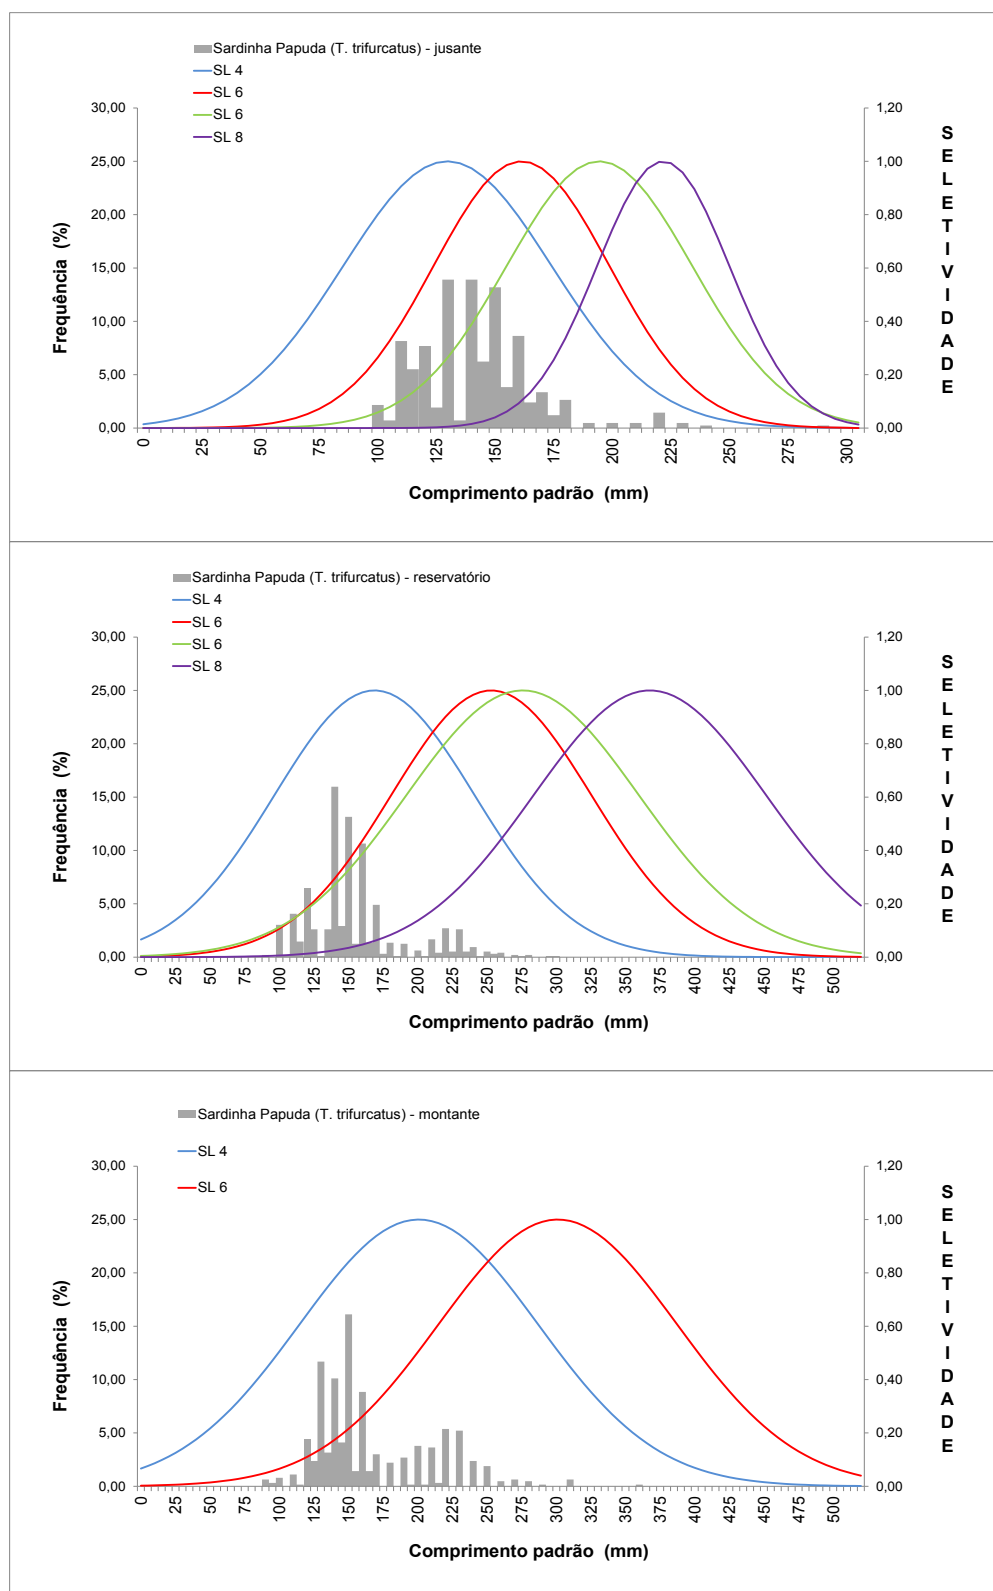 Sardinha Papuda (T. trifurcatus) - jusante
SL 4
SL 6
SL 6
SL 8
30,00
25,00
20,00
15,00
10,00
5,00
0,00
Frequência (%)
1,20
1,00
0,80
0,60
0,40
0,20
0,00
SELETIVIDADE
0 25 50 75 100 125 150 175 200 225 250 275 300
Comprimento padrão (mm)
Sardinha Papuda (T. trifurcatus) - reservatório
SL 4
SL 6
SL 6
SL 8
30,00
25,00
20,00
15,00
10,00
5,00
0,00
Frequência (%)
1,20
1,00
0,80
0,60
0,40
0,20
0,00
SELETIVIDADE
0 25 50 75 100 125 150 175 200 225 250 275 300 325 350 375 400 425 450 475 500
Comprimento padrão (mm)
Sardinha Papuda (T. trifurcatus) - montante
SL 4
SL 6
30,00
25,00
20,00
15,00
10,00
5,00
0,00
Frequência (%)
1,20
1,00
0,80
0,60
0,40
0,20
0,00
SELETIVIDADE
0 25 50 75 100 125 150 175 200 225 250 275 300 325 350 375 400 425 450 475 500
Comprimento padrão (mm)